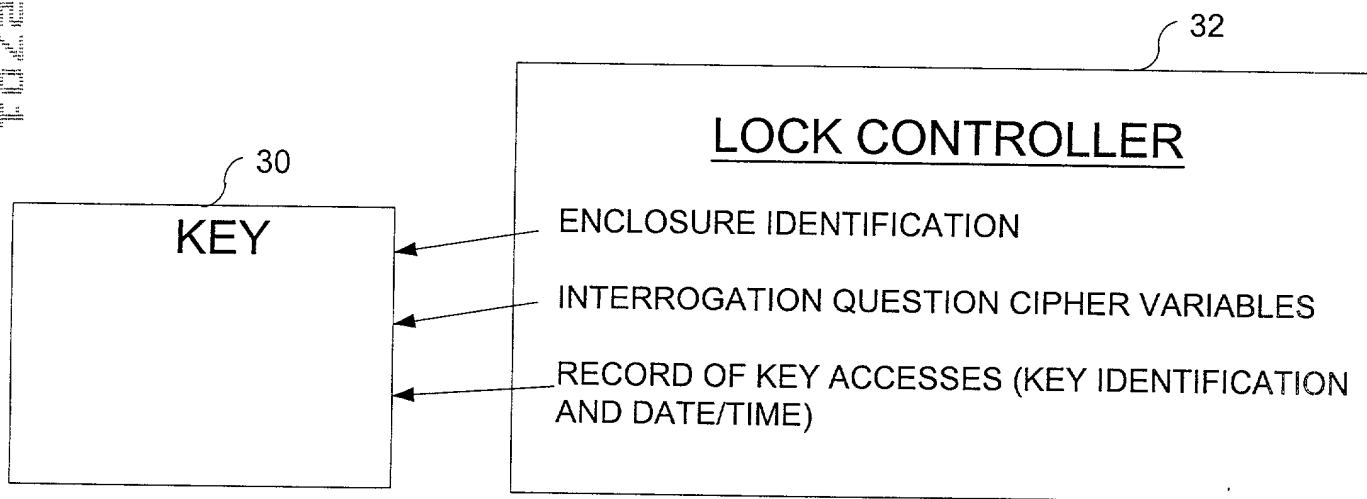 32
LOCK CONTROLLER
30
KEY
ENCLOSURE IDENTIFICATION
INTERROGATION QUESTION CIPHER VARIABLES
RECORD OF KEY ACCESSES (KEY IDENTIFICATION
AND DATE/TIME)